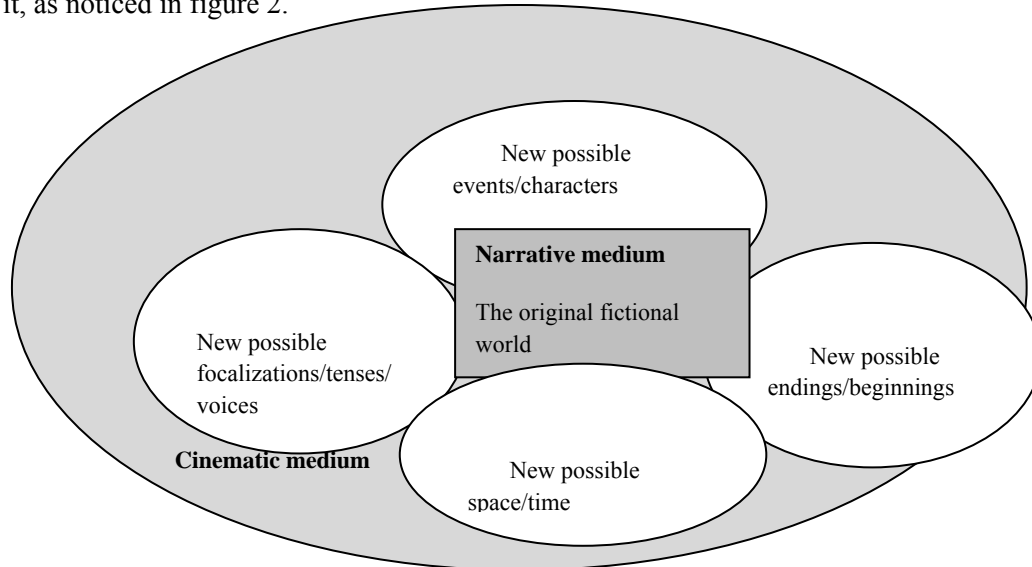 it, as noticed in figure 2.
New possible
events/characters
Narrative medium
The original fictional
world
New possible
focalizations/tenses/
voices
New possible
endings/beginnings
Cinematic medium
New possible
space/time